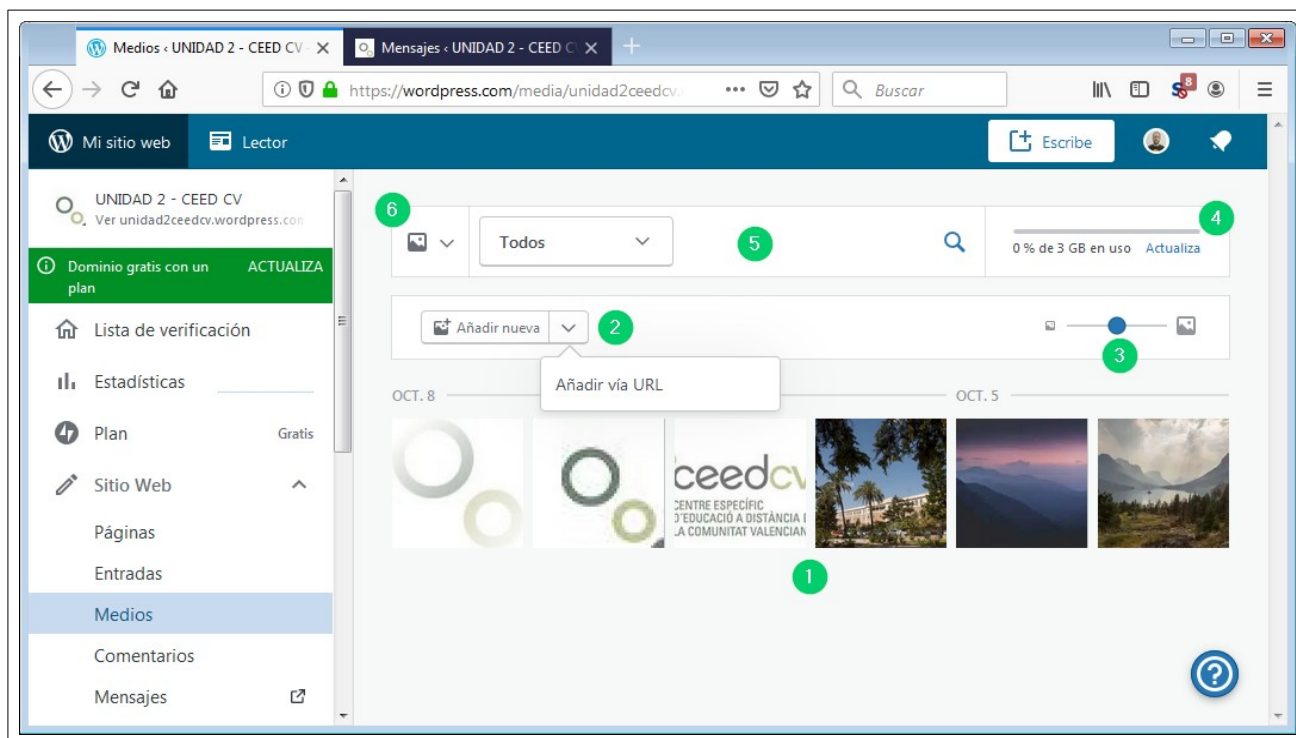 Medios ‹ UNIDAD 2 - CEED CV -
Mensajes ‹ UNIDAD 2 - CEED C
https://wordpress.com/media/unidad2ceedcv.
Buscar
8
Mi sitio web
Lector
Escribe
UNIDAD 2 - CEED CV
Ver unidad2ceedcv.wordpress.com
Dominio gratis con un plan
ACTUALIZA
Lista de verificación
Estadísticas
Plan
Gratis
Sitio Web
Páginas
Entradas
Medios
Comentarios
Mensajes
6
Todos
5
4
0 % de 3 GB en uso Actualiza
Añadir nueva
2
3
Añadir vía URL
OCT. 8
OCT. 5
ceedcv
CENTRE ESPECÍFIC
D'EDUCACIÓ A DISTÀNCIA
LA COMUNITAT VALENCIAN
1